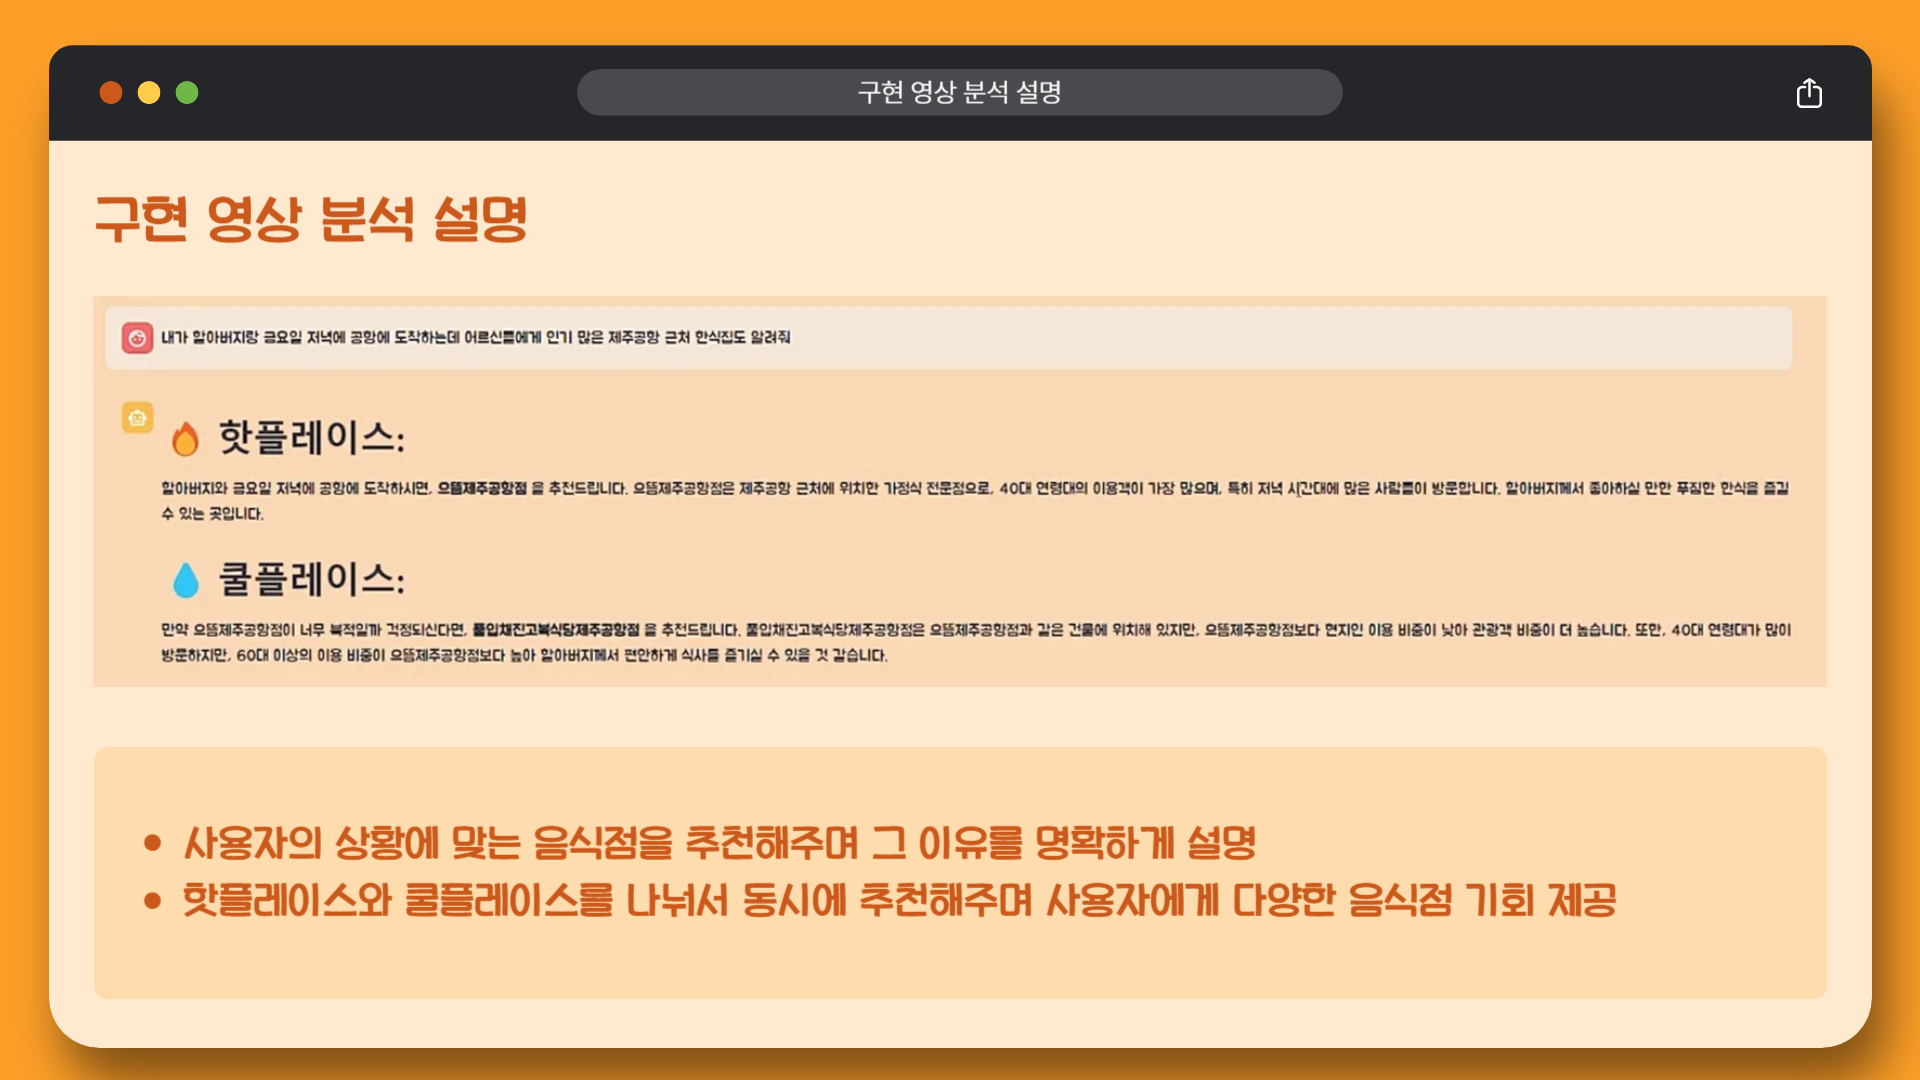 구현 영상 분석 설명
구현 영상 분석 설명
내가 할아버지랑 금요일 저녁에 공항에 도착하는데 어르신들에게 인기 많은 제주공항 근처 한식집도 알려줘
핫플레이스:
할아버지와 금요일 저녁에 공항에 도착하시면, 으뜸제주공항점 을 추천드립니다. 으뜸제주공항점은 제주공항 근처에 위치한 가정식 전문점으로, 40대 연령대의 이용객이 가장 많으며, 특히 저녁 시간대에 많은 사람들이 방문합니다. 할아버지께서 좋아하실 만한 푸짐한 한식을 즐길
수 있는 곳입니다.
쿨플레이스:
만약 으뜸제주공항점이 너무 북적일까 걱정되신다면, 풀입채진고복식당제주공항점 을 추천드립니다. 풀입채진고복식당제주공항점은 으뜸제주공항점과 같은 건물에 위치해 있지만, 으뜸제주공항점보다 현지인 이용 비중이 낮아 관광객 비중이 더 높습니다. 또한, 40대 연령대가 많이
방문하지만, 60대 이상의 이용 비중이 으뜸제주공항점보다 높아 할아버지께서 편안하게 식사를 즐기실 수 있을 것 같습니다.
• 사용자의 상황에 맞는 음식점을 추천해주며 그 이유를 명확하게 설명
• 핫플레이스와 쿨플레이스를 나눠서 동시에 추천해주며 사용자에게 다양한 음식점 기회 제공